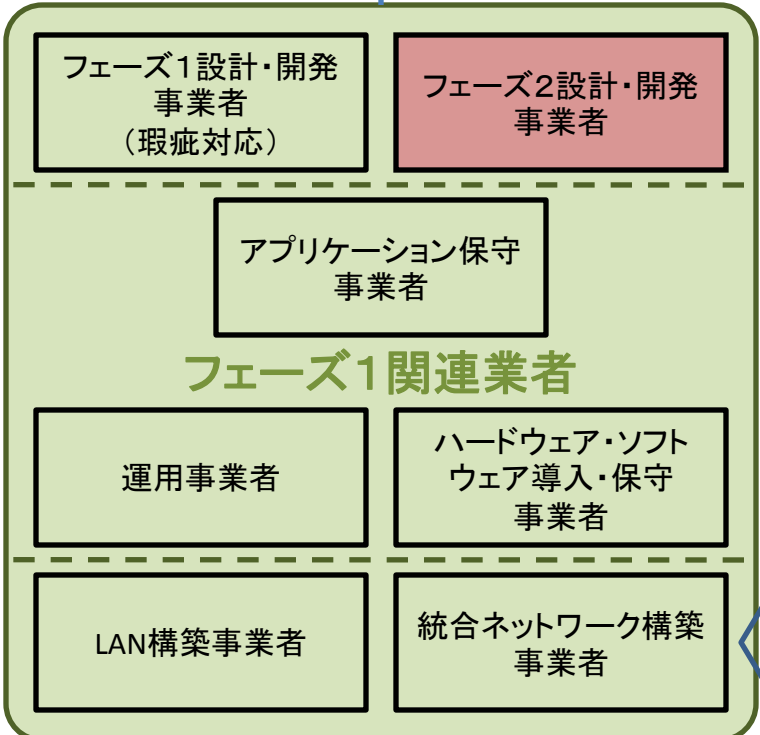 フェーズ1設計・開発
事業者
（瑕疵対応）
フェーズ2設計・開発
事業者
アプリケーション保守
事業者
フェーズ1関連業者
運用事業者
ハードウェア・ソフト
ウェア導入・保守
事業者
LAN構築事業者
統合ネットワーク構築
事業者